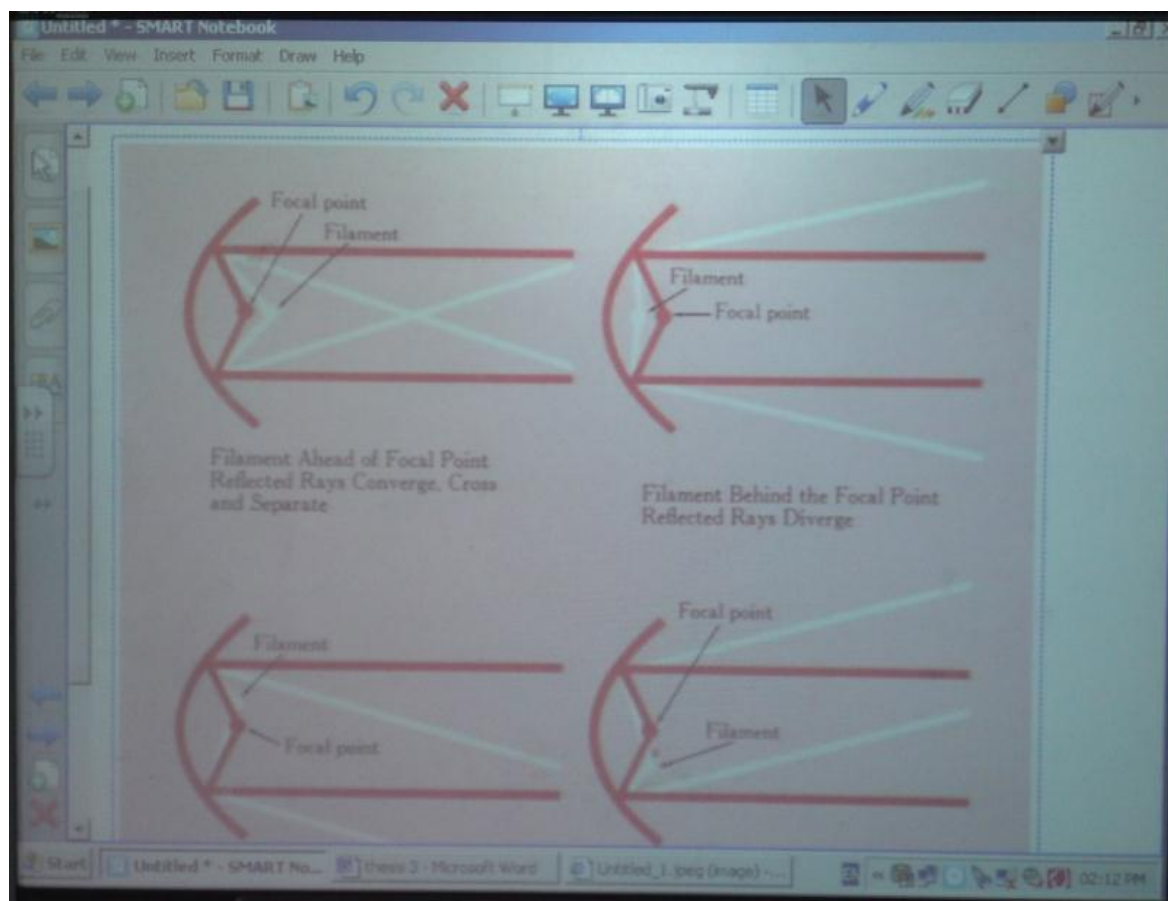 Untitled * - SMART Notebook
File Edit View Insert Format Draw Help
Focal point
Filament
Filament
Focal point
Filament Ahead of Focal Point
Reflected Rays Converge, Cross
and Separate
Filament Behind the Focal Point
Reflected Rays Diverge
Filament
Focal point
Focal point
Filament
Start
Untitled * - SMART No...
thesis 3 - Microsoft Word
Untitled_1.jpeg (image) -...
02:12 PM